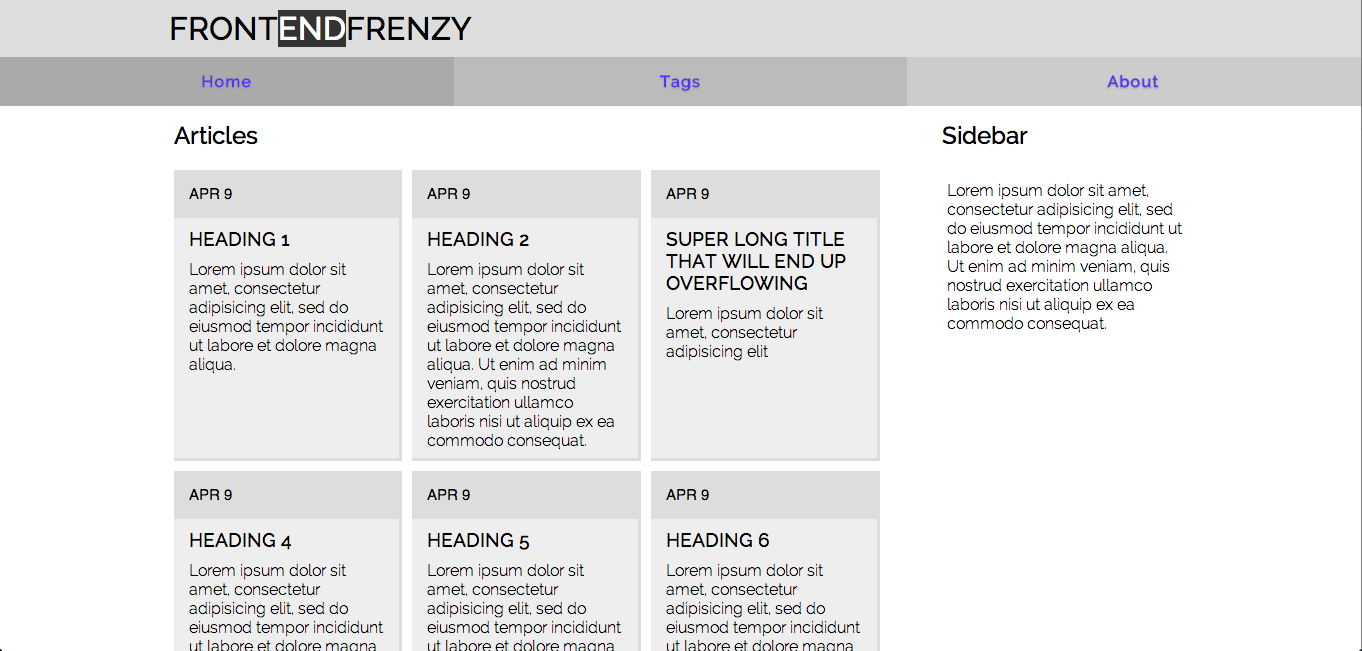 FRONTENDFRENZY
Home
Tags
About
Articles
APR 9
HEADING 1
Lorem ipsum dolor sit
amet, consectetur
adipisicing elit, sed do
eiusmod tempor incididunt
ut labore et dolore magna
aliqua.
APR 9
HEADING 2
Lorem ipsum dolor sit
amet, consectetur
adipisicing elit, sed do
eiusmod tempor incididunt
ut labore et dolore magna
aliqua. Ut enim ad minim
veniam, quis nostrud
exercitation ullamco
laboris nisi ut aliquip ex ea
commodo consequat.
APR 9
SUPER LONG TITLE
THAT WILL END UP
OVERFLOWING
Lorem ipsum dolor sit
amet, consectetur
adipisicing elit
APR 9
HEADING 4
Lorem ipsum dolor sit
amet, consectetur
adipisicing elit, sed do
eiusmod tempor incididunt
ut labore et dolore magna
APR 9
HEADING 5
Lorem ipsum dolor sit
amet, consectetur
adipisicing elit, sed do
eiusmod tempor incididunt
ut labore et dolore magna
APR 9
HEADING 6
Lorem ipsum dolor sit
amet, consectetur
adipisicing elit, sed do
eiusmod tempor incididunt
ut labore et dolore magna
Sidebar
Lorem ipsum dolor sit amet,
consectetur adipisicing elit, sed
do eiusmod tempor incididunt ut
labore et dolore magna aliqua.
Ut enim ad minim veniam, quis
nostrud exercitation ullamco
laboris nisi ut aliquip ex ea
commodo consequat.